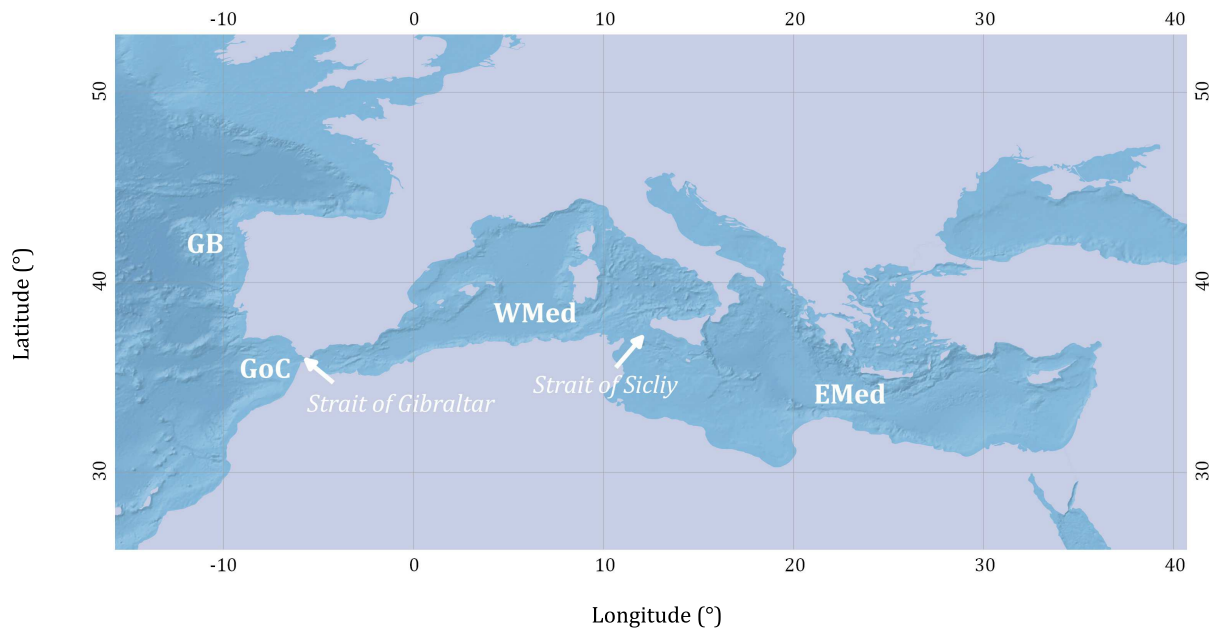 -10 0 10 20 30 40
50 50
GB
40 40
WMed
GoC
Strait of Sicliy
EMed
Strait of Gibraltar
30 30
-10 0 10 20 30 40
Latitude (°)
Longitude (°)